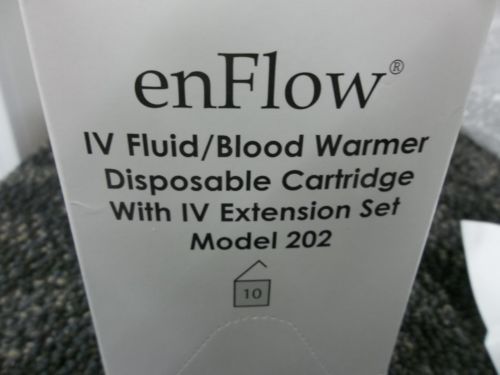 enFlow®
IV Fluid/Blood Warmer
Disposable Cartridge
With IV Extension Set
Model 202
10